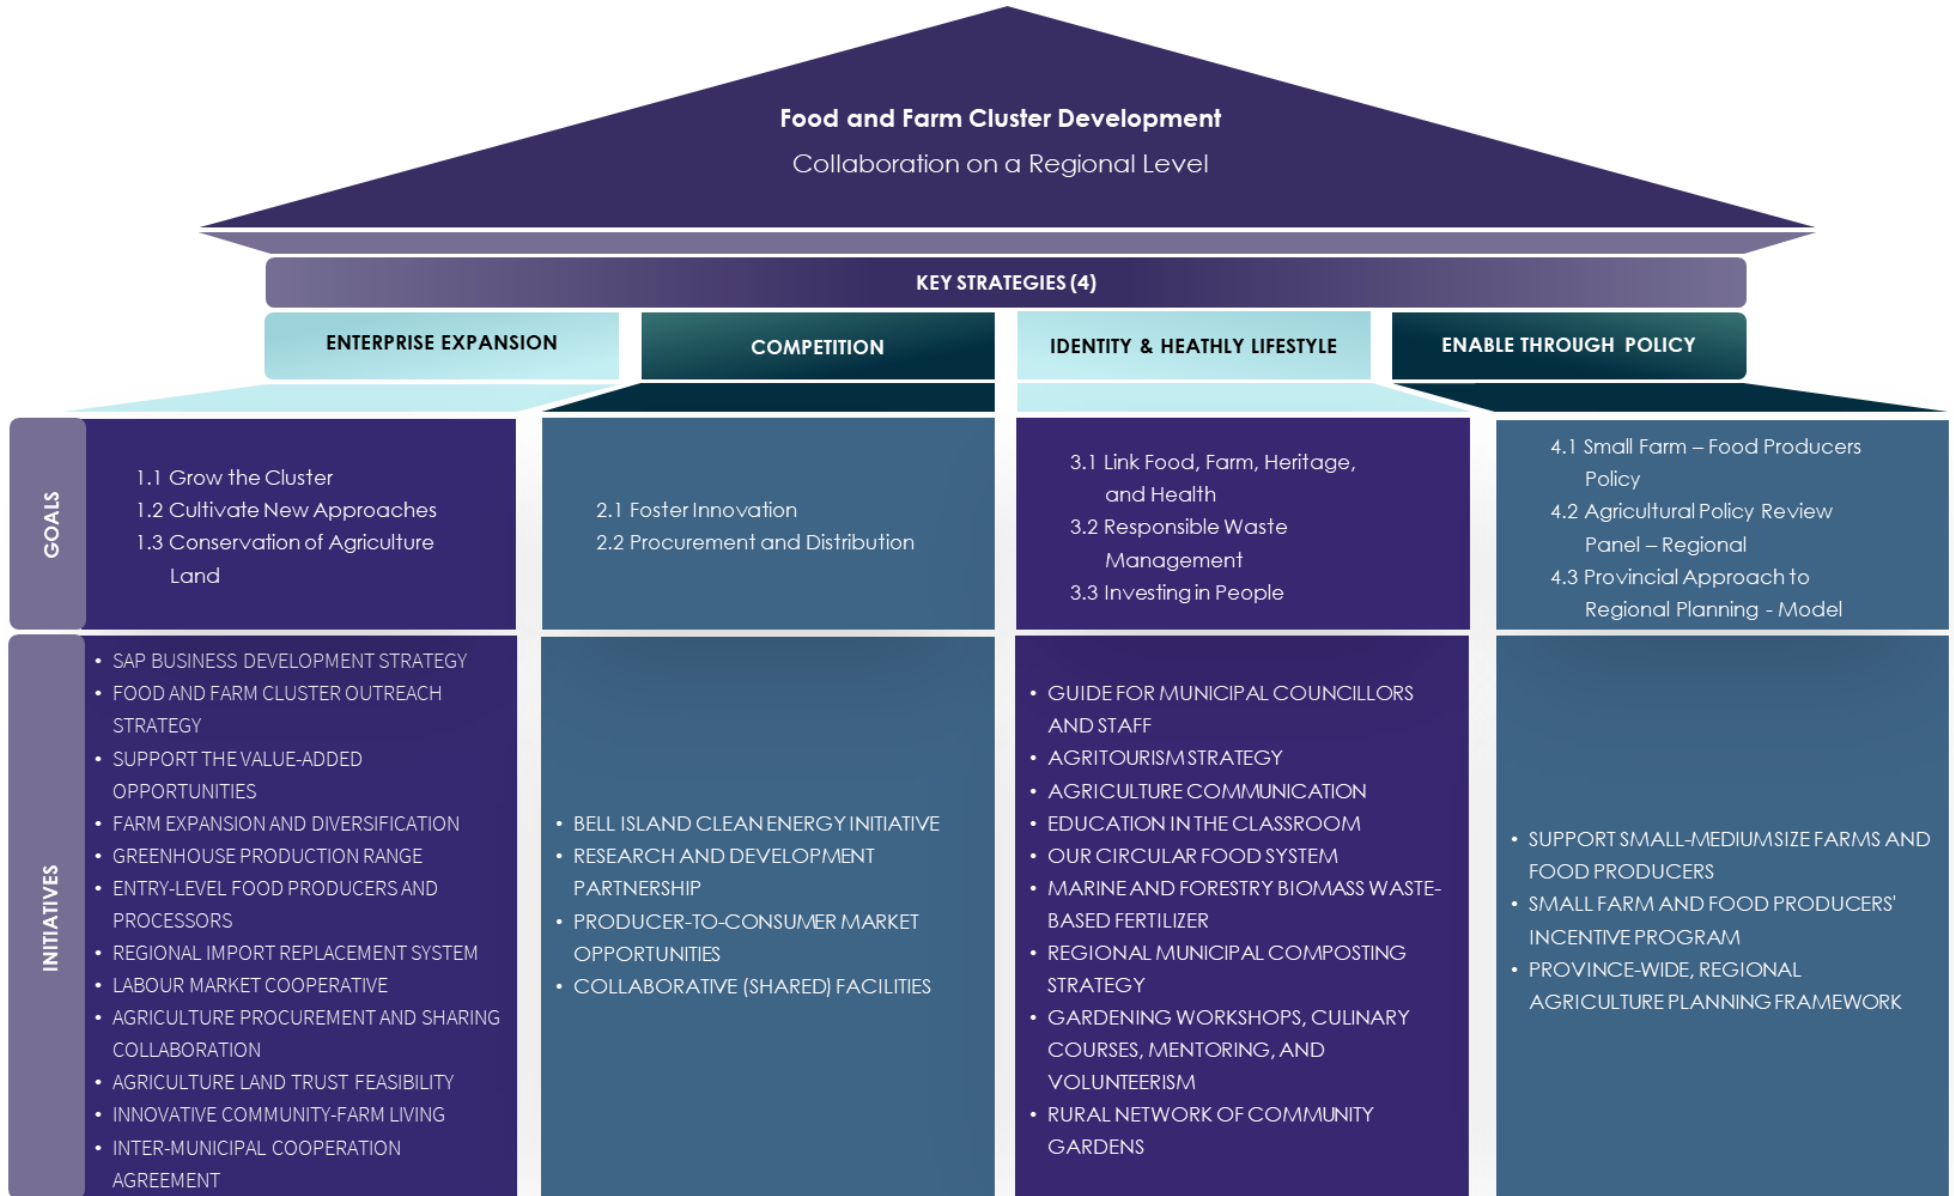 Food and Farm Cluster Development
Collaboration on a Regional Level
KEY STRATEGIES (4)
ENTERPRISE EXPANSION
COMPETITION
IDENTITY & HEATHLY LIFESTYLE
ENABLE THROUGH POLICY
GOALS
1.1 Grow the Cluster
1.2 Cultivate New Approaches
1.3 Conservation of Agriculture
Land
2.1 Foster Innovation
2.2 Procurement and Distribution
3.1 Link Food, Farm, Heritage,
and Health
3.2 Responsible Waste
Management
3.3 Investing in People
4.1 Small Farm – Food Producers
Policy
4.2 Agricultural Policy Review
Panel – Regional
4.3 Provincial Approach to
Regional Planning - Model
INITIATIVES
• SAP BUSINESS DEVELOPMENT STRATEGY
• FOOD AND FARM CLUSTER OUTREACH
STRATEGY
• SUPPORT THE VALUE-ADDED
OPPORTUNITIES
• FARM EXPANSION AND DIVERSIFICATION
• GREENHOUSE PRODUCTION RANGE
• ENTRY-LEVEL FOOD PRODUCERS AND
PROCESSORS
• REGIONAL IMPORT REPLACEMENT SYSTEM
• LABOUR MARKET COOPERATIVE
• AGRICULTURE PROCUREMENT AND SHARING
COLLABORATION
• AGRICULTURE LAND TRUST FEASIBILITY
• INNOVATIVE COMMUNITY-FARM LIVING
• INTER-MUNICIPAL COOPERATION
AGREEMENT
• BELL ISLAND CLEAN ENERGY INITIATIVE
• RESEARCH AND DEVELOPMENT
PARTNERSHIP
• PRODUCER-TO-CONSUMER MARKET
OPPORTUNITIES
• COLLABORATIVE (SHARED) FACILITIES
• GUIDE FOR MUNICIPAL COUNCILLORS
AND STAFF
• AGRITOURISM STRATEGY
• AGRICULTURE COMMUNICATION
• EDUCATION IN THE CLASSROOM
• OUR CIRCULAR FOOD SYSTEM
• MARINE AND FORESTRY BIOMASS WASTE-
BASED FERTILIZER
• REGIONAL MUNICIPAL COMPOSTING
STRATEGY
• GARDENING WORKSHOPS, CULINARY
COURSES, MENTORING, AND
VOLUNTEERISM
• RURAL NETWORK OF COMMUNITY
GARDENS
• SUPPORT SMALL-MEDIUM SIZE FARMS AND
FOOD PRODUCERS
• SMALL FARM AND FOOD PRODUCERS'
INCENTIVE PROGRAM
• PROVINCE-WIDE, REGIONAL
AGRICULTURE PLANNING FRAMEWORK